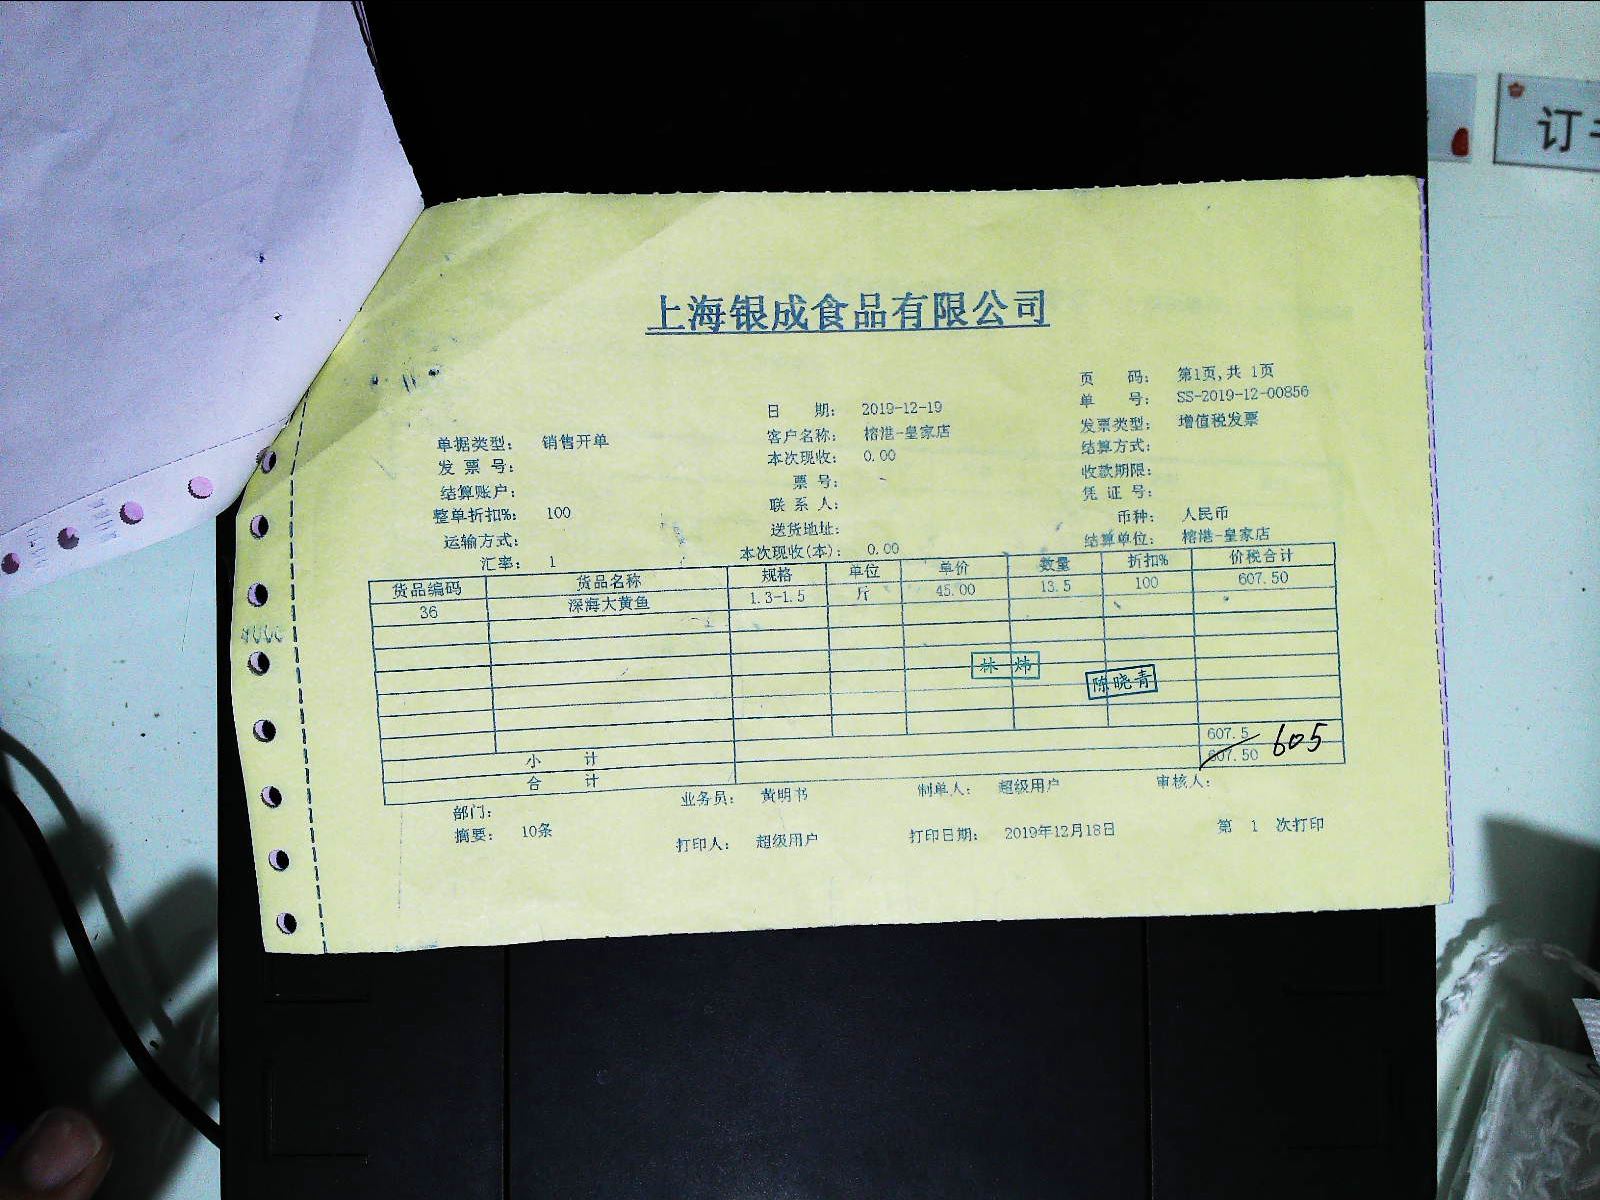 订
上海银成食品有限公司
页 码： 第1页,共 1页
日 期： 2019-12-19 单 号： SS-2019-12-00856
单据类型： 销售开单 客户名称： 榕港-皇家店 发票类型： 增值税发票
发 票 号： 本次现收： 0.00 结算方式：
结算账户： 票 号： 收款期限：
整单折扣%： 100 联 系 人： 凭 证 号：
运输方式： 送货地址： 币种： 人民币
汇率： 1 本次现收(本)： 0.00 结算单位： 榕港-皇家店
货品编码 货品名称 规格 单位 单价 数量 折扣% 价税合计
36 深海大黄鱼 1.3-1.5 斤 45.00 13.5 100 607.50
林 炜
陈晓青
小 计 607.5
合 计 607.50 605
部门： 业务员： 黄明书 制单人： 超级用户 审核人：
摘要： 10条 打印人： 超级用户 打印日期： 2019年12月18日 第 1 次打印